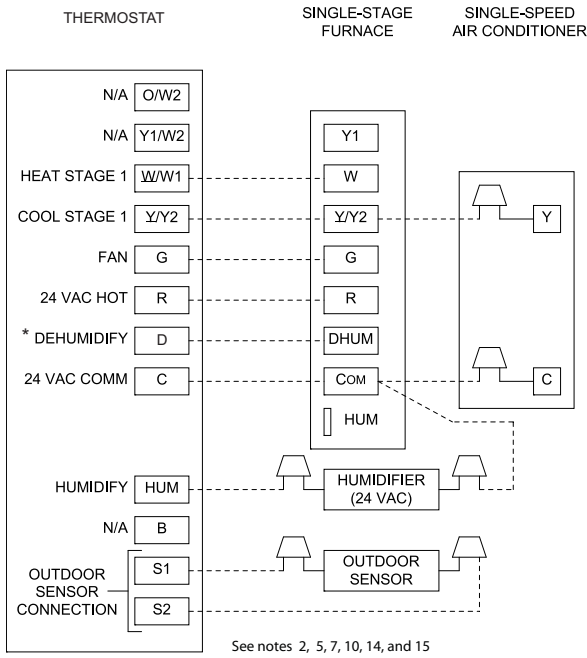 THERMOSTAT
SINGLE-STAGE
FURNACE
SINGLE-SPEED
AIR CONDITIONER
N/A O/W2
N/A Y1/W2 Y1
HEAT STAGE 1 W/W1 W
COOL STAGE 1 Y/Y2 Y/Y2 Y
FAN G G
24 VAC HOT R R
* DEHUMIDIFY D DHUM
24 VAC COMM C COM C
HUM
HUMIDIFY HUM
HUMIDIFIER
(24 VAC)
N/A B
OUTDOOR
SENSOR
CONNECTION
S1
S2
OUTDOOR
SENSOR
See notes 2, 5, 7, 10, 14, and 15